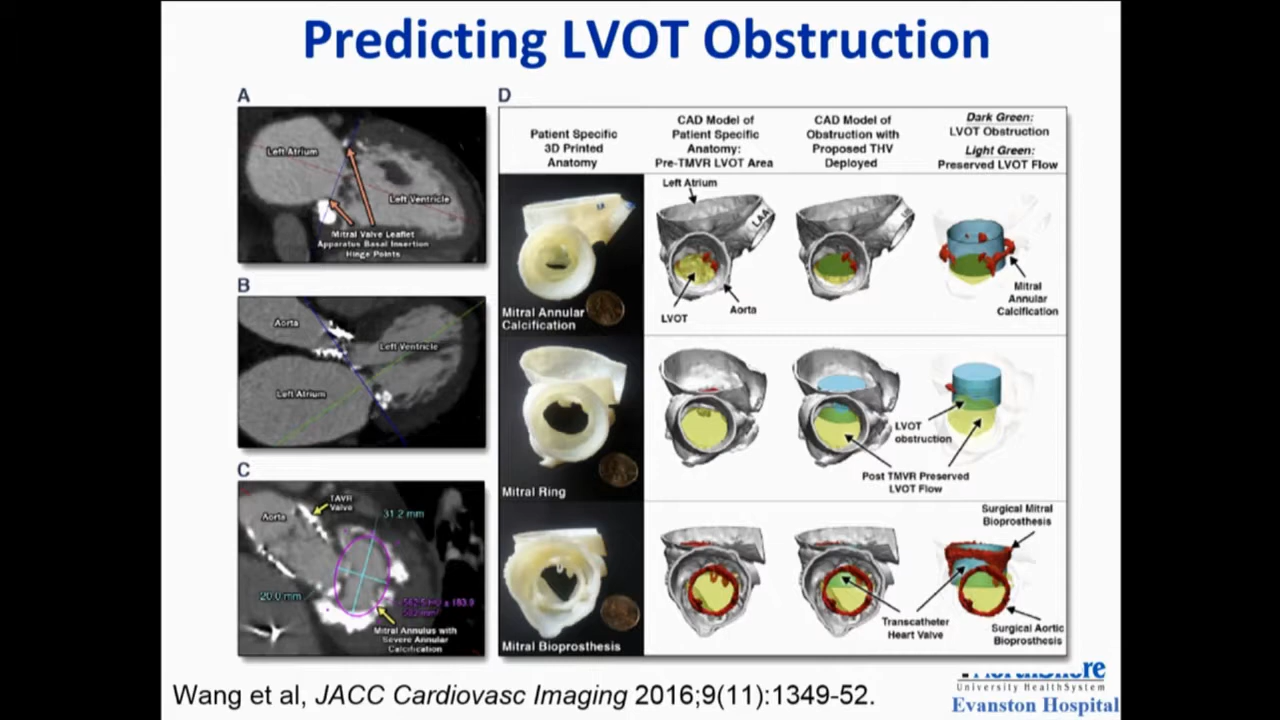 Predicting LVOT Obstruction
A
Left Atrium
Left Ventricle
Mitral Valve Leaflet
Apparatus Basal Insertion
Hinge Points
B
Aorta
Left Ventricle
Left Atrium
C
TAVR
Valve
Aorta
31.2 mm
20.0 mm
Mitral Annulus with
Severe Annular
Calcification
D
Patient Specific
3D Printed
Anatomy
CAD Model of
Patient Specific
Anatomy:
Pre-TMVR LVOT Area
CAD Model of
Obstruction with
Proposed THV
Deployed
Dark Green:
LVOT Obstruction
Light Green:
Preserved LVOT Flow
Mitral Annular
Calcification
Left Atrium
LAA
LVOT
Aorta
Mitral
Annular
Calcification
Mitral Ring
LVOT
obstruction
Post TMVR Preserved
LVOT Flow
Mitral Bioprosthesis
Surgical Mitral
Bioprosthesis
Transcatheter
Heart Valve
Surgical Aortic
Bioprosthesis
Wang et al, JACC Cardiovasc Imaging 2016;9(11):1349-52.
University HealthSystem
Evanston Hospital